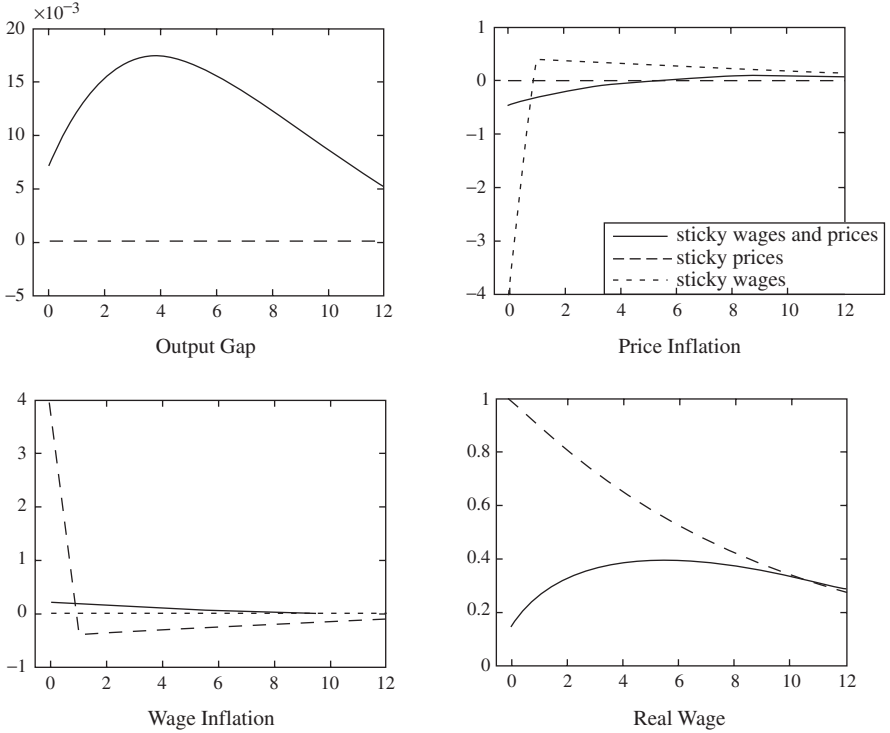 ×10⁻³
20
15
10
5
0
−5
0 2 4 6 8 10 12
Output Gap
1
0
−1
−2
−3
−4
sticky wages and prices
sticky prices
sticky wages
0 2 4 6 8 10 12
Price Inflation
4
3
2
1
0
−1
0 2 4 6 8 10 12
Wage Inflation
1
0.8
0.6
0.4
0.2
0
0 2 4 6 8 10 12
Real Wage